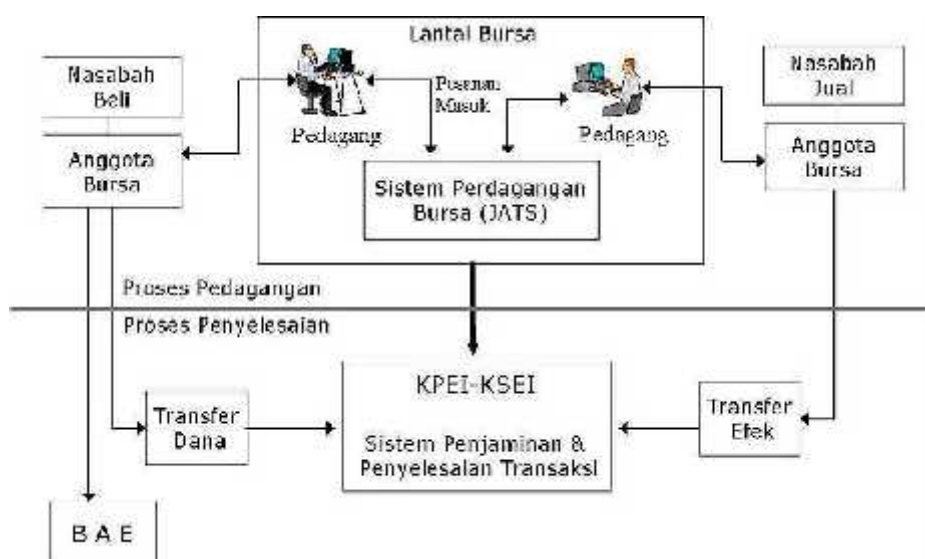 Lantai Bursa
Nasabah
Beli
Pesanan
Masuk
Nasabah
Jual
Pedagang
Pedagang
Anggota
Bursa
Anggota
Bursa
Sistem Perdagangan
Bursa (JATS)
Proses Pedagangan
Proses Penyelesaian
KPEI-KSEI
Sistem Penjaminan &
Penyelesaian Transaksi
Transfer
Dana
Transfer
Efek
B A E